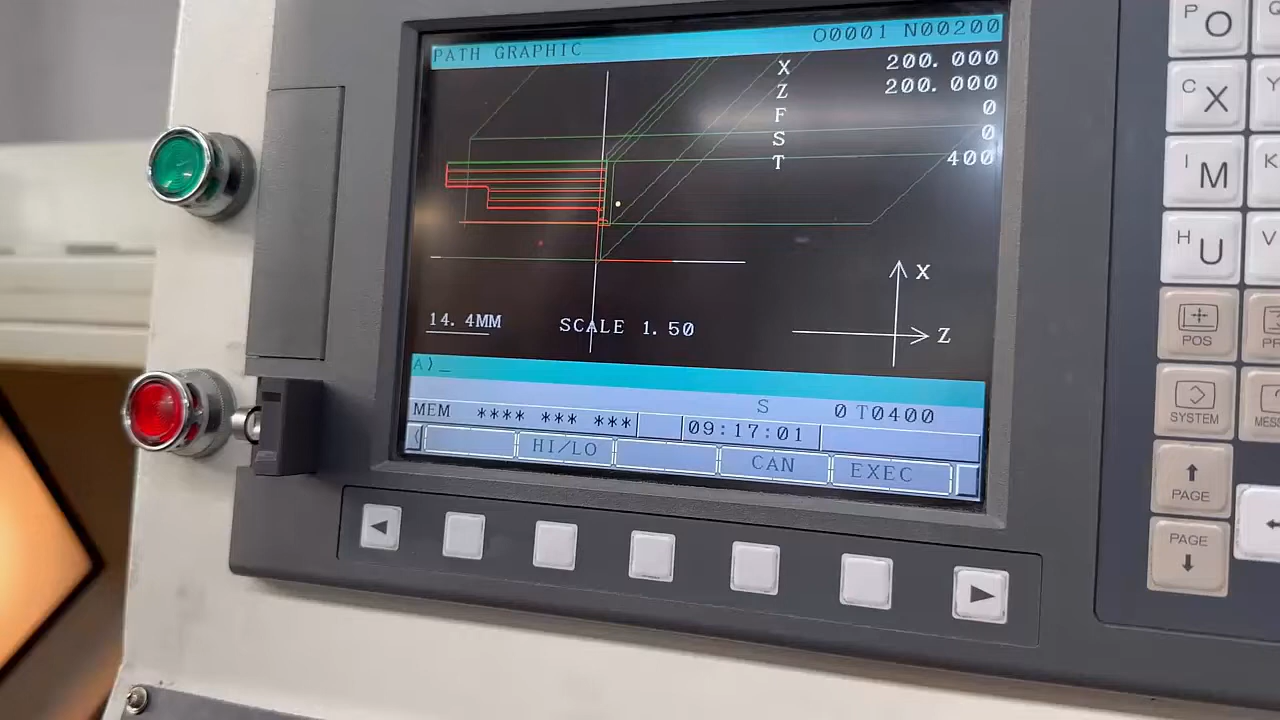 PATH GRAPHIC
O0001 N00200
X 200.000
Z 200.000
F 0
S 0
T 400
X
Z
14.4MM
SCALE 1.50
A)_
S 0 T0400
MEM **** *** ***
09:17:01
(
HI/LO
CAN
EXEC
P O
C X
I M
K
H U
V
POS
SYSTEM
PAGE
PAGE